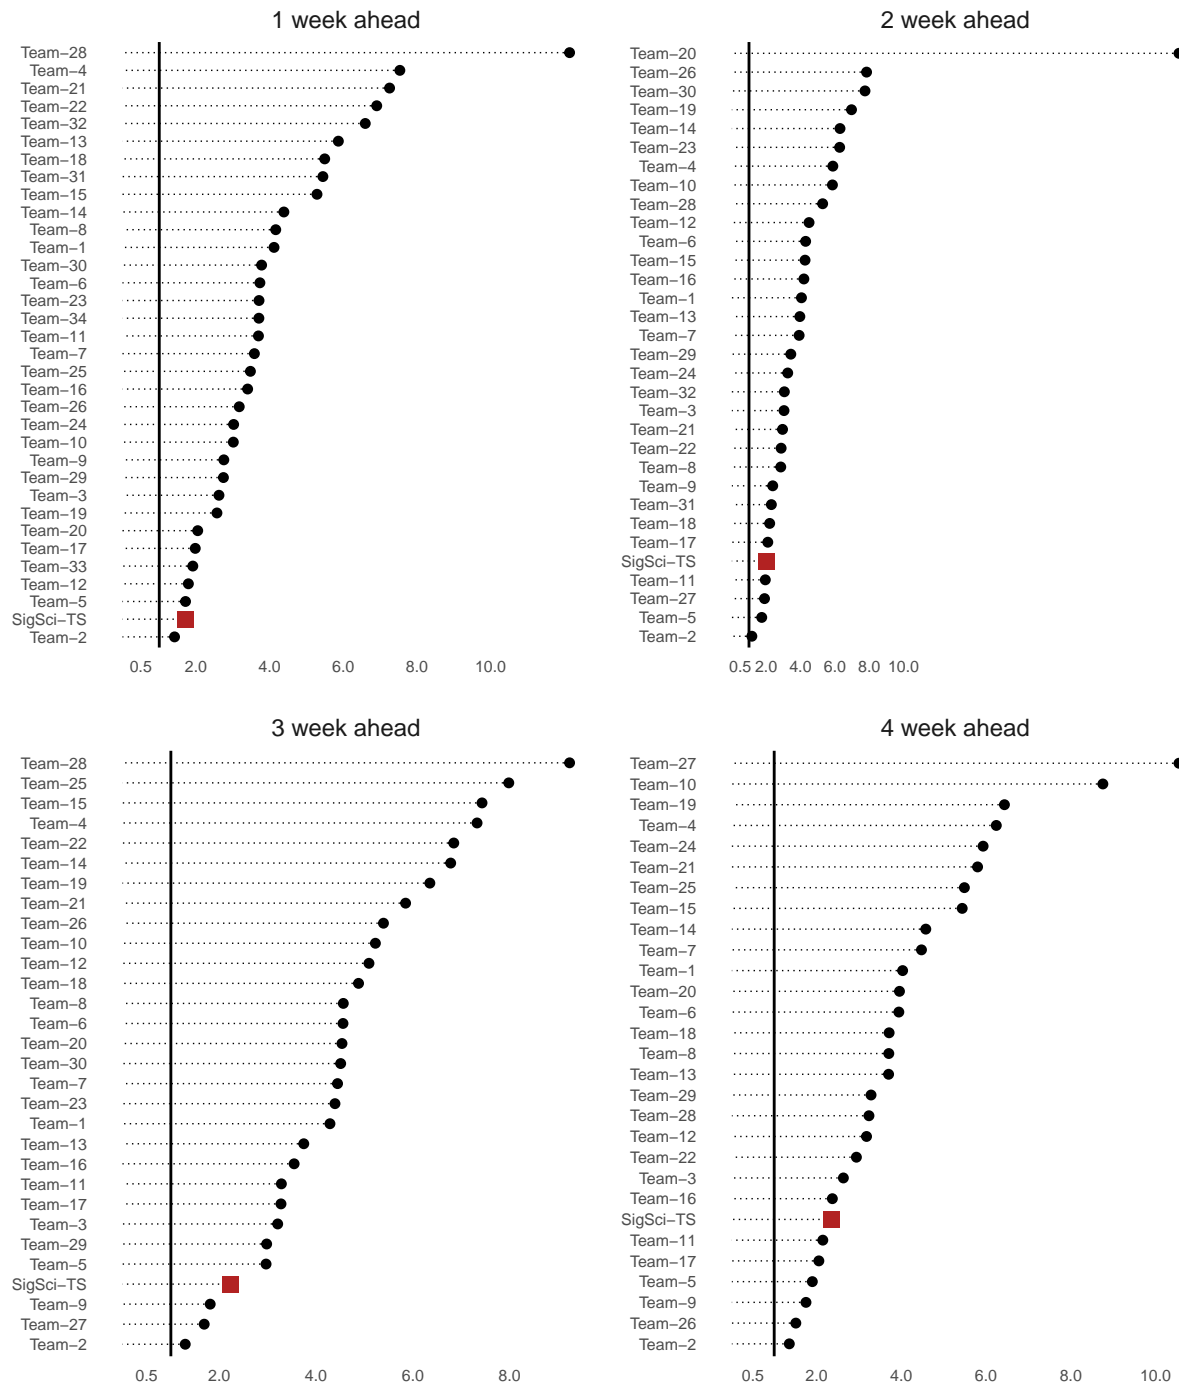 1 week ahead
Team−28
Team−4
Team−21
Team−22
Team−32
Team−13
Team−18
Team−31
Team−15
Team−14
Team−8
Team−1
Team−30
Team−6
Team−23
Team−34
Team−11
Team−7
Team−25
Team−16
Team−26
Team−24
Team−10
Team−9
Team−29
Team−3
Team−19
Team−20
Team−17
Team−33
Team−12
Team−5
SigSci−TS
Team−2
0.5 2.0 4.0 6.0 8.0 10.0
2 week ahead
Team−20
Team−26
Team−30
Team−19
Team−14
Team−23
Team−4
Team−10
Team−28
Team−12
Team−6
Team−15
Team−16
Team−1
Team−13
Team−7
Team−29
Team−24
Team−32
Team−3
Team−21
Team−22
Team−8
Team−9
Team−31
Team−18
Team−17
SigSci−TS
Team−11
Team−27
Team−5
Team−2
0.5 2.0 4.0 6.0 8.0 10.0
3 week ahead
Team−28
Team−25
Team−15
Team−4
Team−22
Team−14
Team−19
Team−21
Team−26
Team−10
Team−12
Team−18
Team−8
Team−6
Team−20
Team−30
Team−7
Team−23
Team−1
Team−13
Team−16
Team−11
Team−17
Team−3
Team−29
Team−5
SigSci−TS
Team−9
Team−27
Team−2
0.5 2.0 4.0 6.0 8.0
4 week ahead
Team−27
Team−10
Team−19
Team−4
Team−24
Team−21
Team−25
Team−15
Team−14
Team−7
Team−1
Team−20
Team−6
Team−18
Team−8
Team−13
Team−29
Team−28
Team−12
Team−22
Team−3
Team−16
SigSci−TS
Team−11
Team−17
Team−5
Team−9
Team−26
Team−2
0.5 2.0 4.0 6.0 8.0 10.0